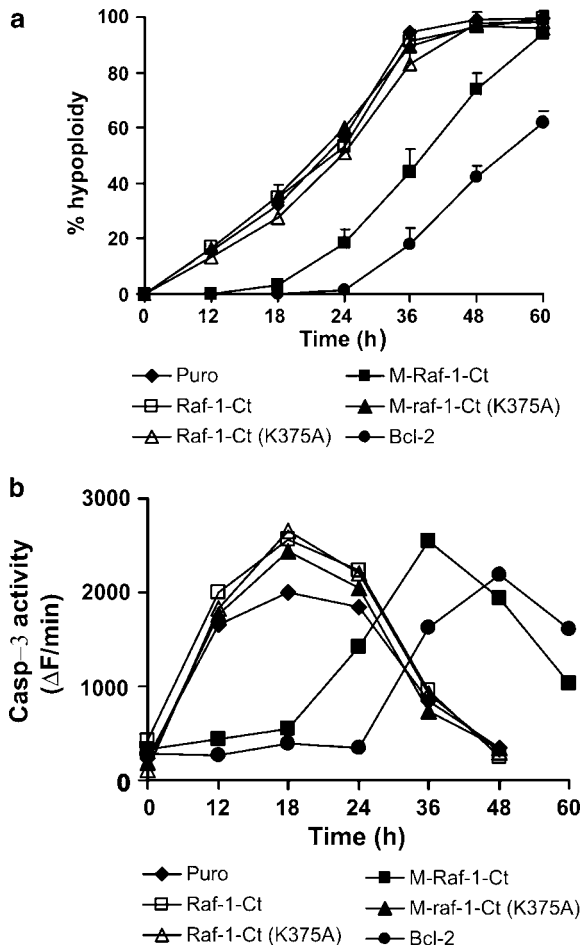 a
% hypoploidy
100
80
60
40
20
0
0 12 18 24 36 48 60
Time (h)
Puro M-Raf-1-Ct
Raf-1-Ct M-raf-1-Ct (K375A)
Raf-1-Ct (K375A) Bcl-2
b
Casp-3 activity
(ΔF/min)
3000
2000
1000
0
0 12 18 24 36 48 60
Time (h)
Puro M-Raf-1-Ct
Raf-1-Ct M-raf-1-Ct (K375A)
Raf-1-Ct (K375A) Bcl-2